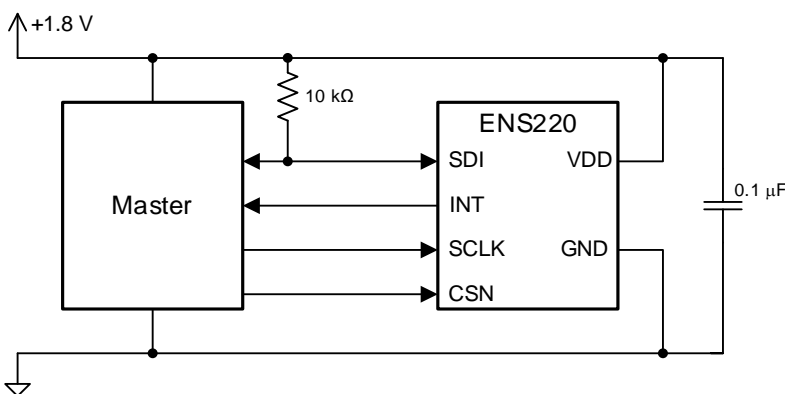 +1.8 V
10 kΩ
ENS220
SDI VDD
0.1 μF
Master
INT
SCLK GND
CSN